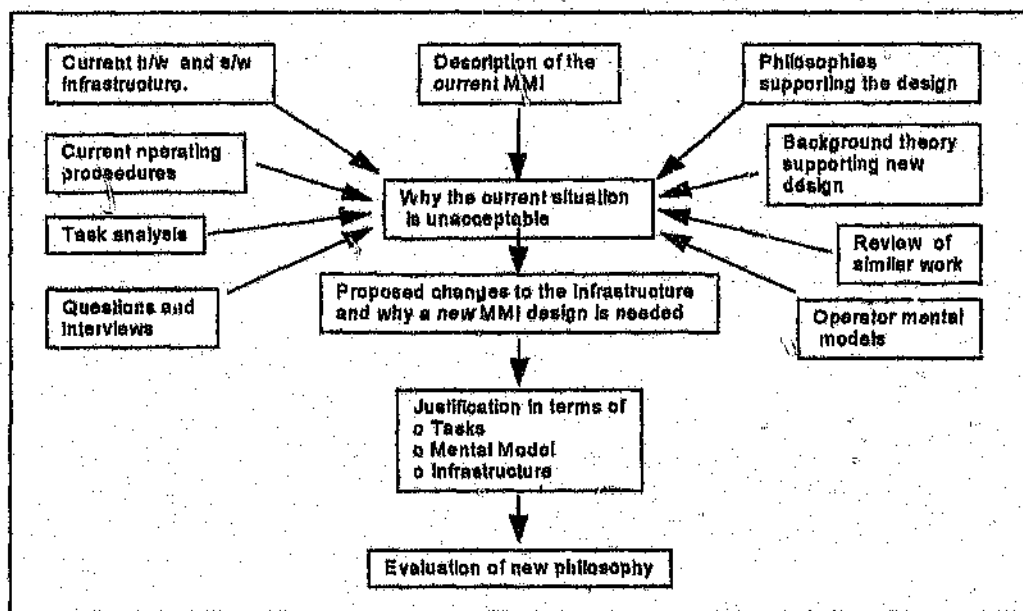 Current h/w and s/w
infrastructure.
Description of the
current MMI
Philosophies
supporting the design
Current operating
proceedures
Background theory
supporting new
design
Why the current situation
is unacceptable
Task analysis
Review of
similar work
Proposed changes to the infrastructure
and why a new MMI design is needed
Questions and
interviews
Operator mental
models
Justification in terms of
o Tasks
o Mental Model
o Infrastructure
Evaluation of new philosophy